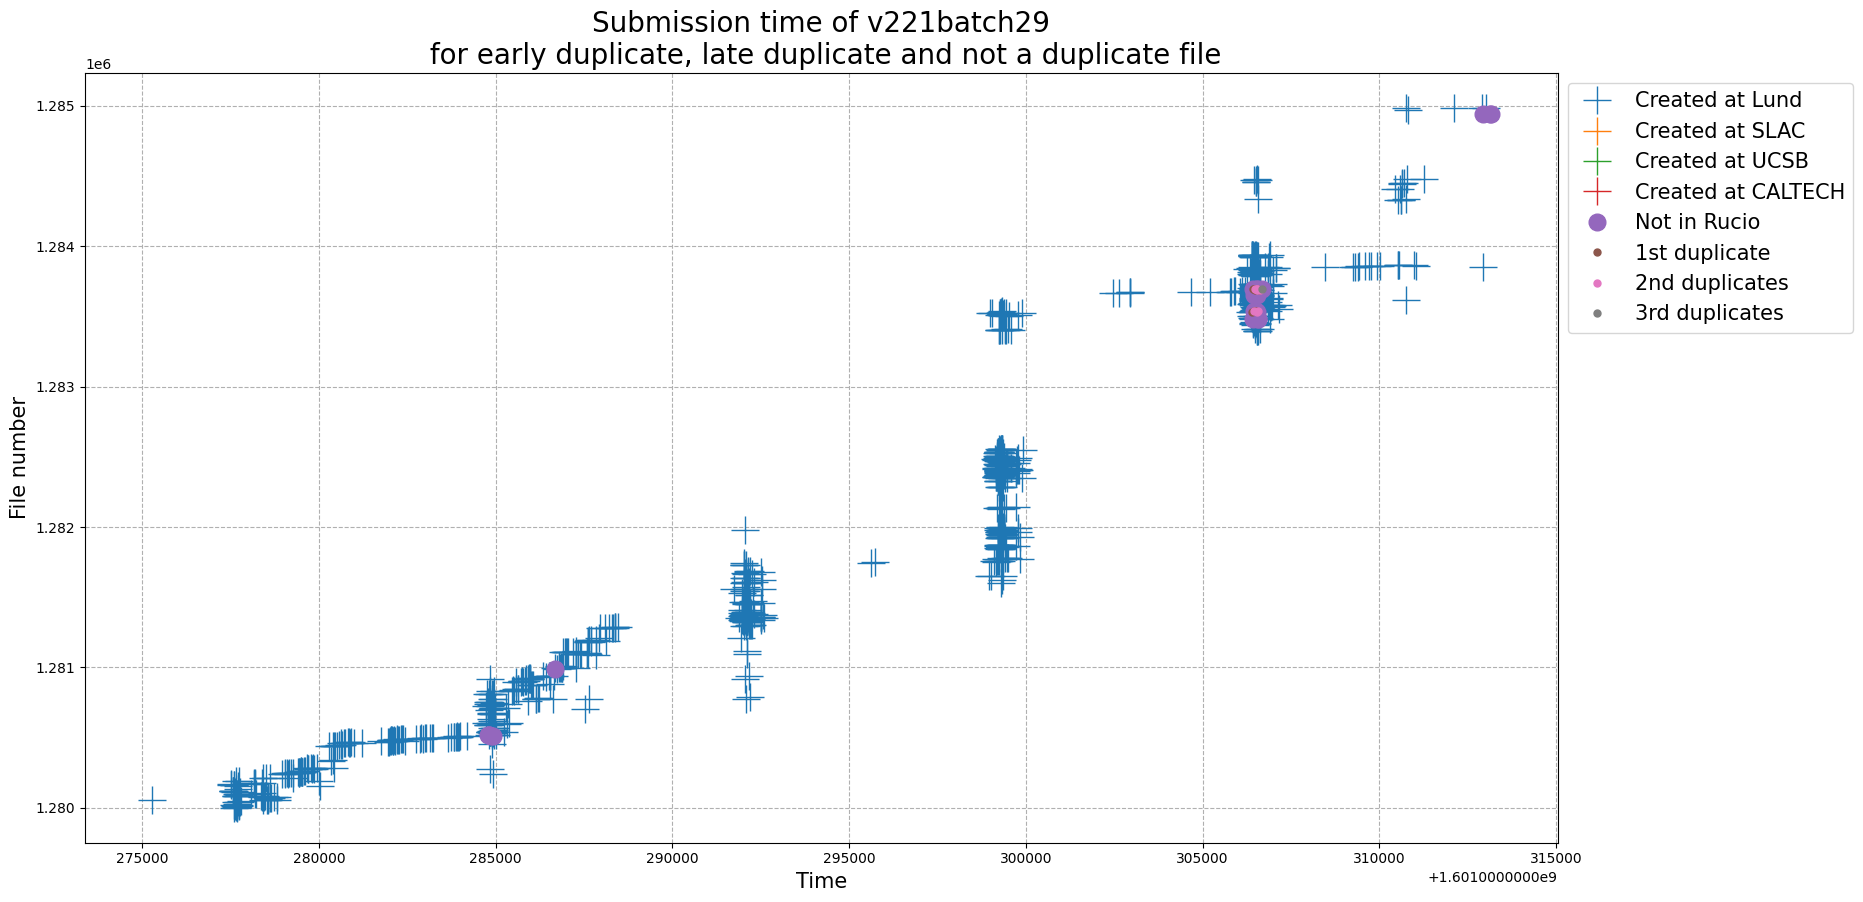 Submission time of v221batch29
for early duplicate, late duplicate and not a duplicate file
1e6
1.285
1.284
1.283
1.282
1.281
1.280
File number
275000
280000
285000
290000
295000
300000
305000
310000
315000
Time
+1.6010000000e9
Created at Lund
Created at SLAC
Created at UCSB
Created at CALTECH
Not in Rucio
1st duplicate
2nd duplicates
3rd duplicates